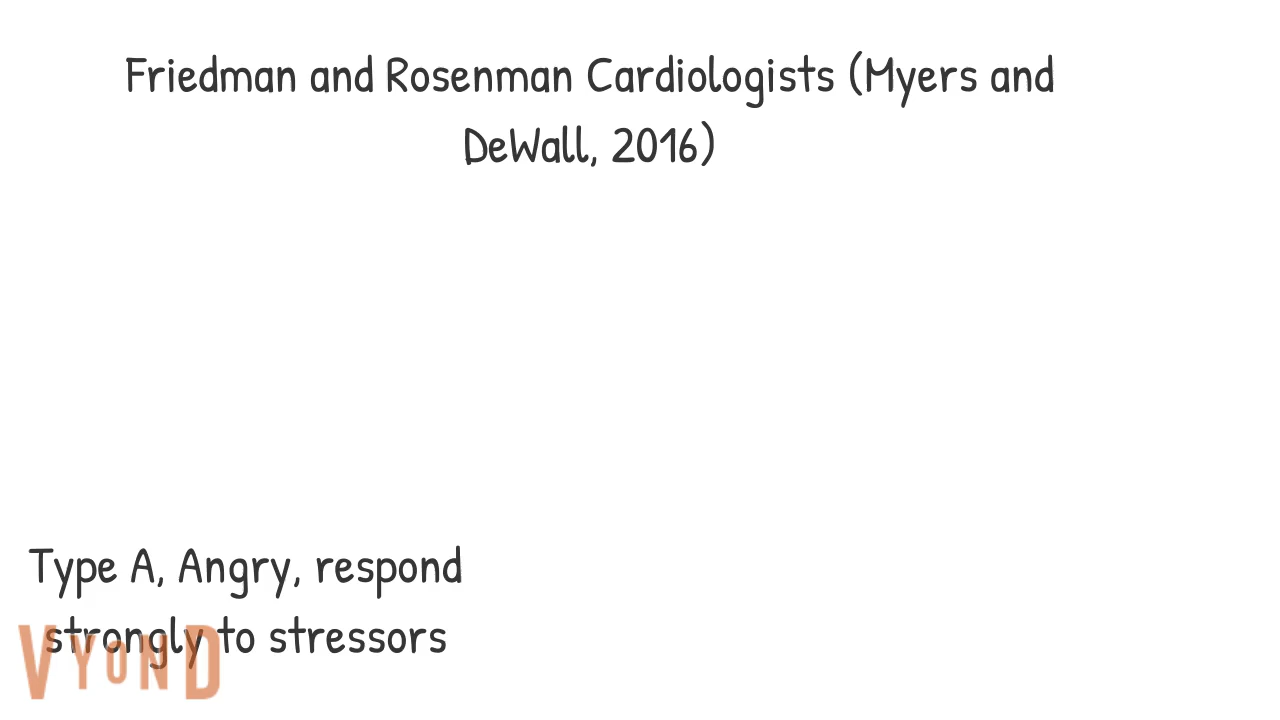 Friedman and Rosenman Cardiologists (Myers and
DeWall, 2016)
Type A, Angry, respond
strongly to stressors
VYOND